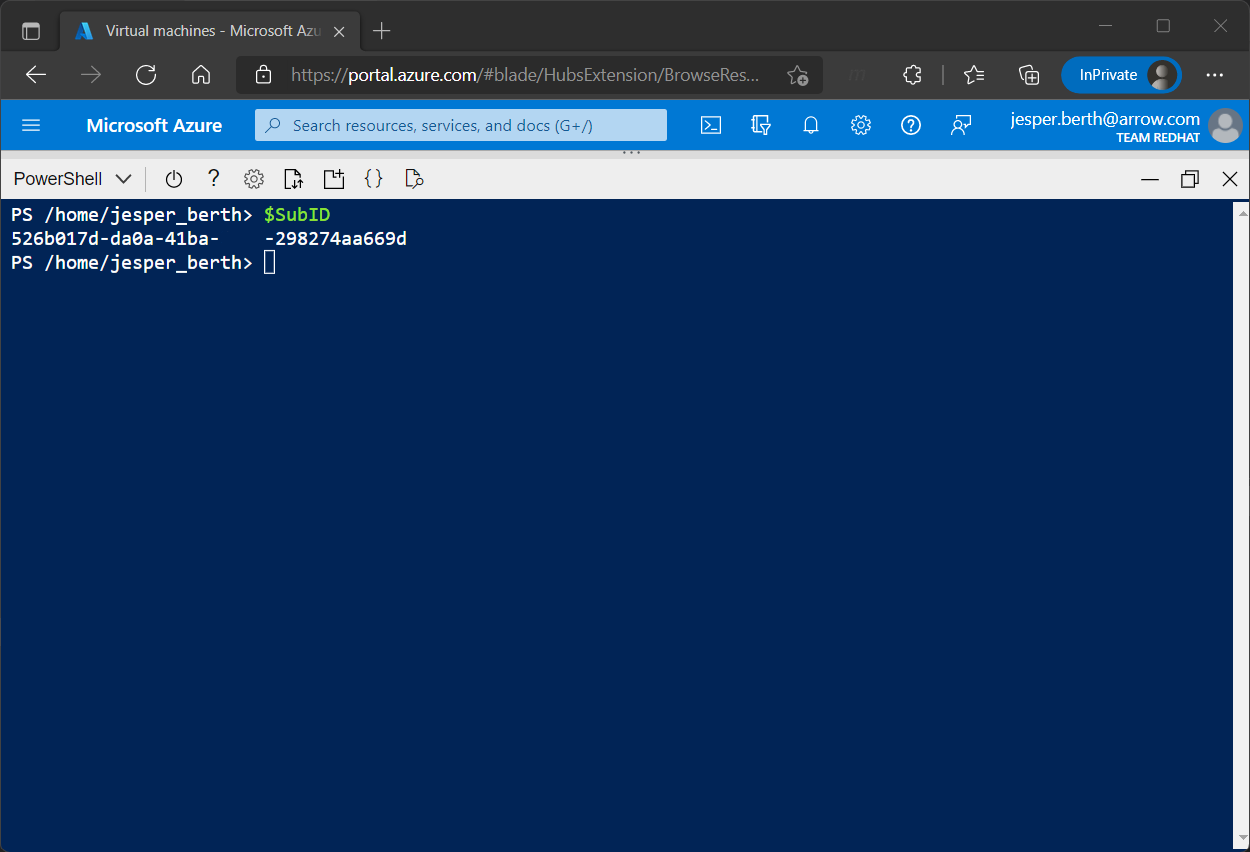 Virtual machines - Microsoft Azu
https://portal.azure.com/#blade/HubsExtension/BrowseRes...
InPrivate
Microsoft Azure
Search resources, services, and docs (G+/)
jesper.berth@arrow.com
TEAM REDHAT
PowerShell
PS /home/jesper_berth> $SubID
526b017d-da0a-41ba-    -298274aa669d
PS /home/jesper_berth>